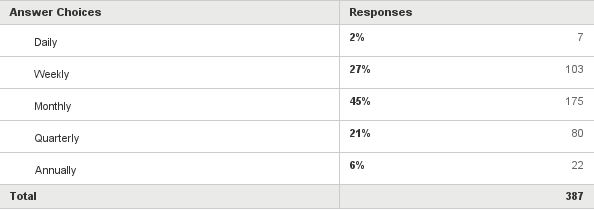 Answer Choices Responses
Daily 2% 7
Weekly 27% 103
Monthly 45% 175
Quarterly 21% 80
Annually 6% 22
Total 387